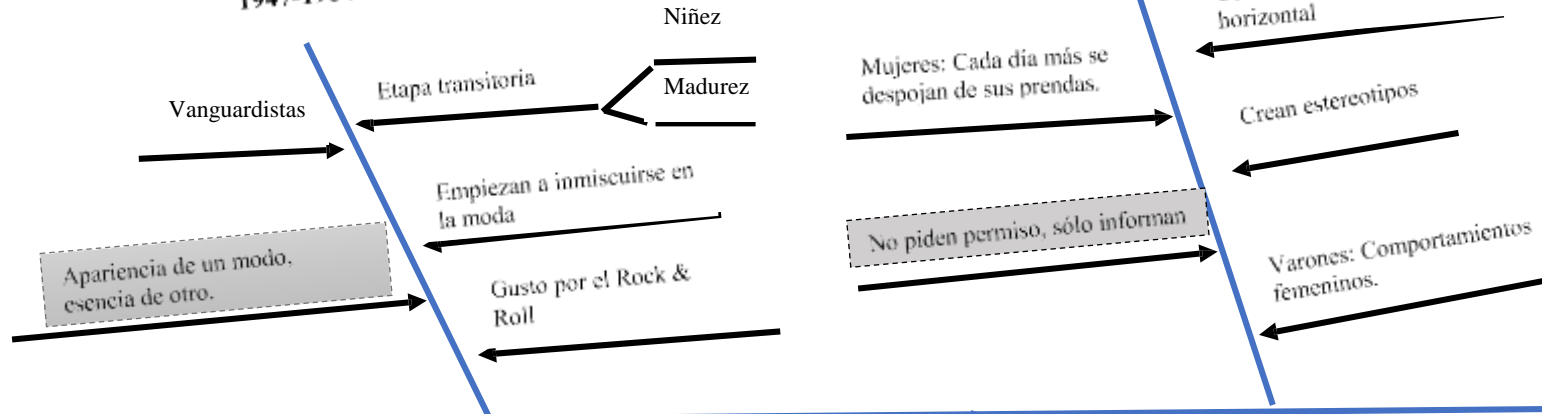 Niñez
Etapa transitoria
Madurez
Vanguardistas
Empiezan a inmiscuirse en
la moda
Apariencia de un modo,
esencia de otro.
Gusto por el Rock &
Roll
horizontal
Mujeres: Cada día más se
despojan de sus prendas.
Crean estereotipos
No piden permiso, sólo informan
Varones: Comportamientos
femeninos.